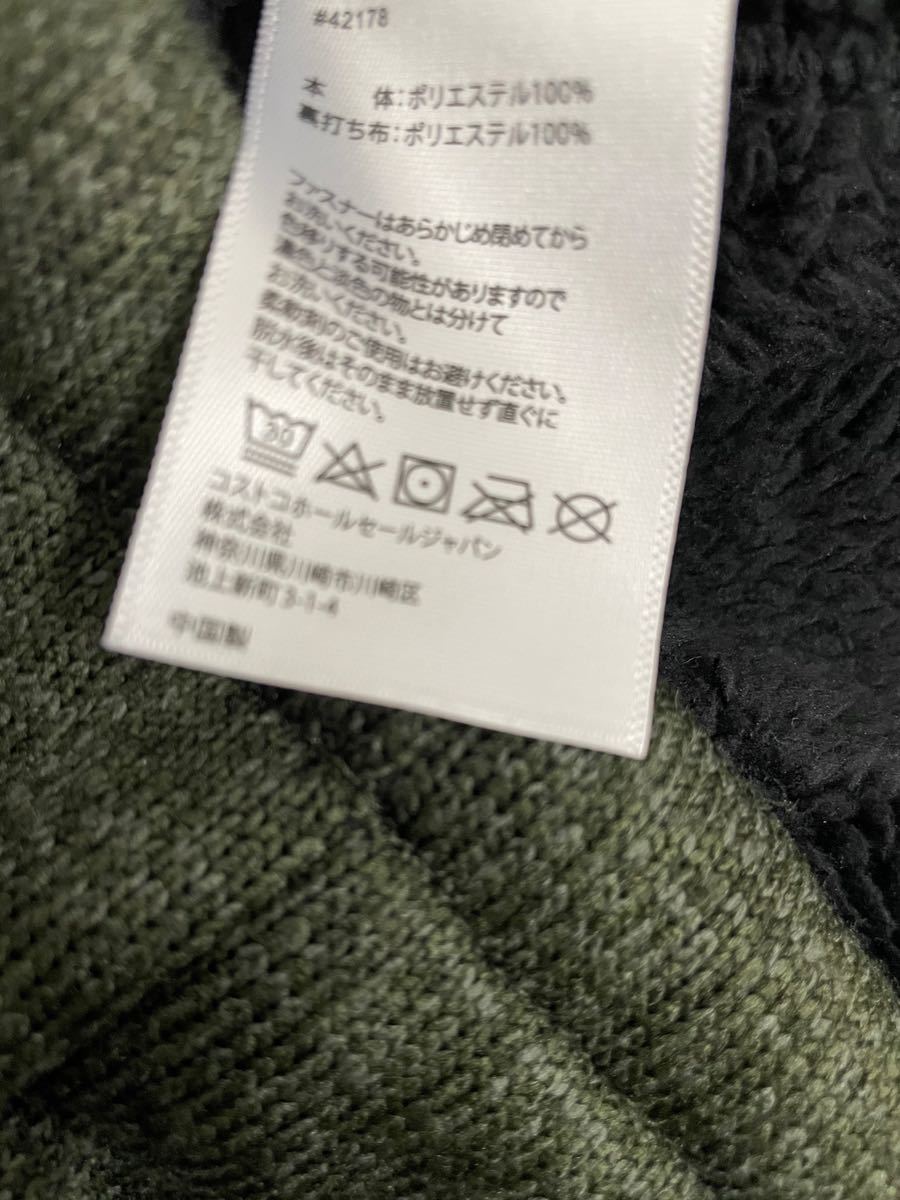 #42178
本　　体：ポリエステル100%
裏打ち布：ポリエステル100%
ファスナーはあらかじめ閉めてから
お洗いください。
色移りする可能性がありますので
濃色と淡色の物とは分けて
お洗いください。
柔軟剤のご使用はお避けください。
脱水後はそのまま放置せず直ぐに
干してください。
30
コストコホールセールジャパン
株式会社
神奈川県川崎市川崎区
池上新町 3-1-4
中国製